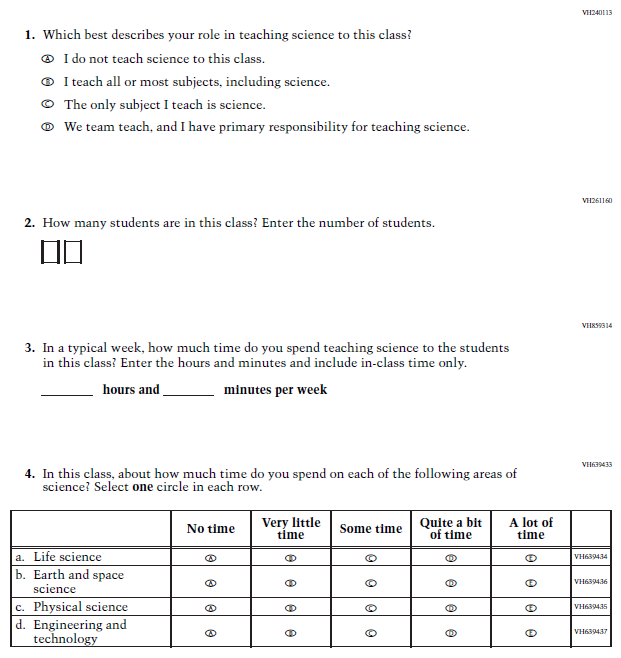 VH240113
1. Which best describes your role in teaching science to this class?
A I do not teach science to this class.
B I teach all or most subjects, including science.
C The only subject I teach is science.
D We team teach, and I have primary responsibility for teaching science.
VH261160
2. How many students are in this class? Enter the number of students.
VH859314
3. In a typical week, how much time do you spend teaching science to the students
in this class? Enter the hours and minutes and include in-class time only.
______ hours and ______ minutes per week
VH639433
4. In this class, about how much time do you spend on each of the following areas of
science? Select one circle in each row.
No time Very little time Some time Quite a bit of time A lot of time
a. Life science A B C D E VH639434
b. Earth and space
science A B C D E VH639436
c. Physical science A B C D E VH639435
d. Engineering and
technology A B C D E VH639437